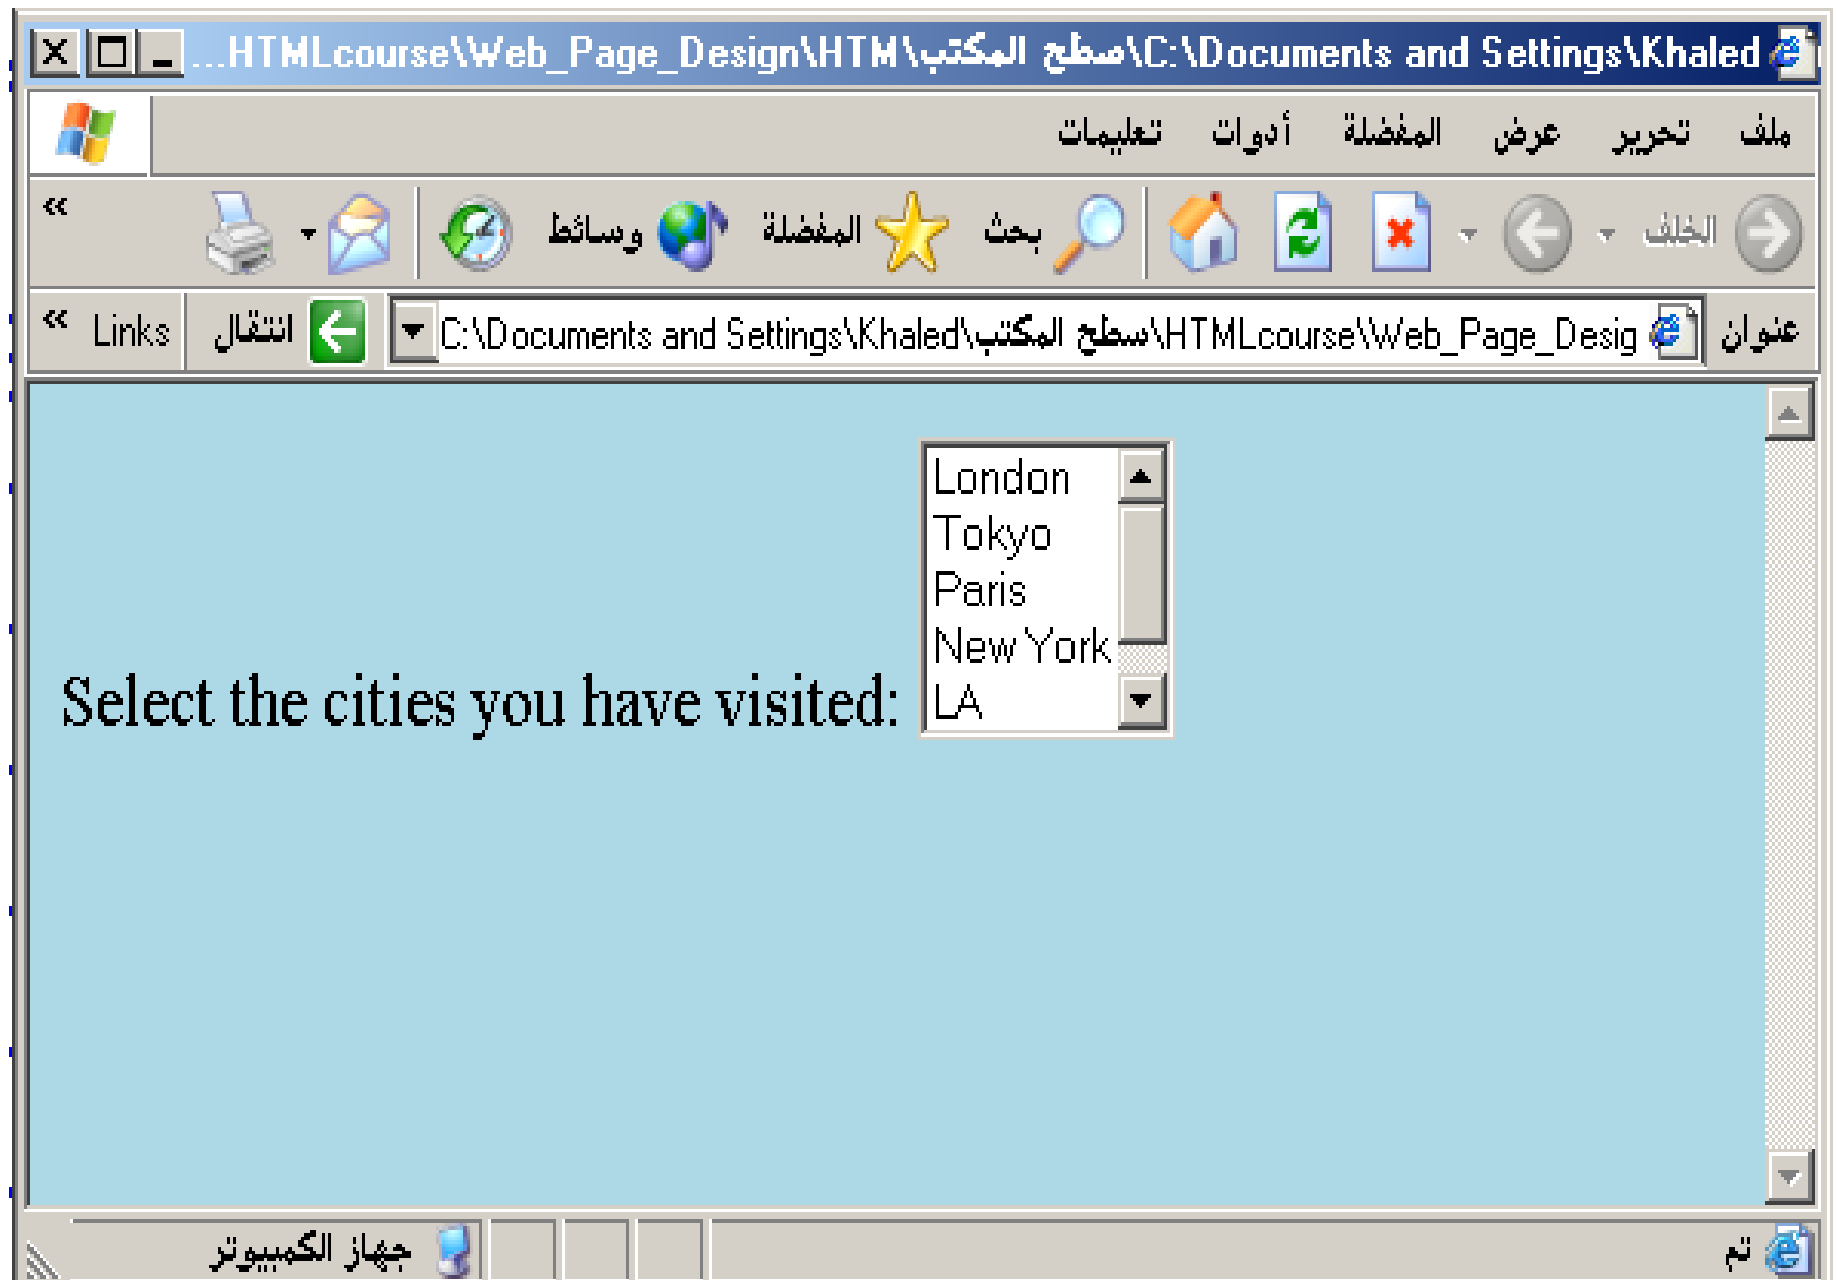 C:\Documents and Settings\Khaled\سطح المكتب\HTMLcourse\Web_Page_Design\HTM...
ملف تحرير عرض المفضلة أدوات تعليمات
الخلف بحث المفضلة وسائط »
عنوان C:\Documents and Settings\Khaled\سطح المكتب\HTMLcourse\Web_Page_Desig انتقال Links »
London
Tokyo
Paris
New York
Select the cities you have visited: LA
تم جهاز الكمبيوتر